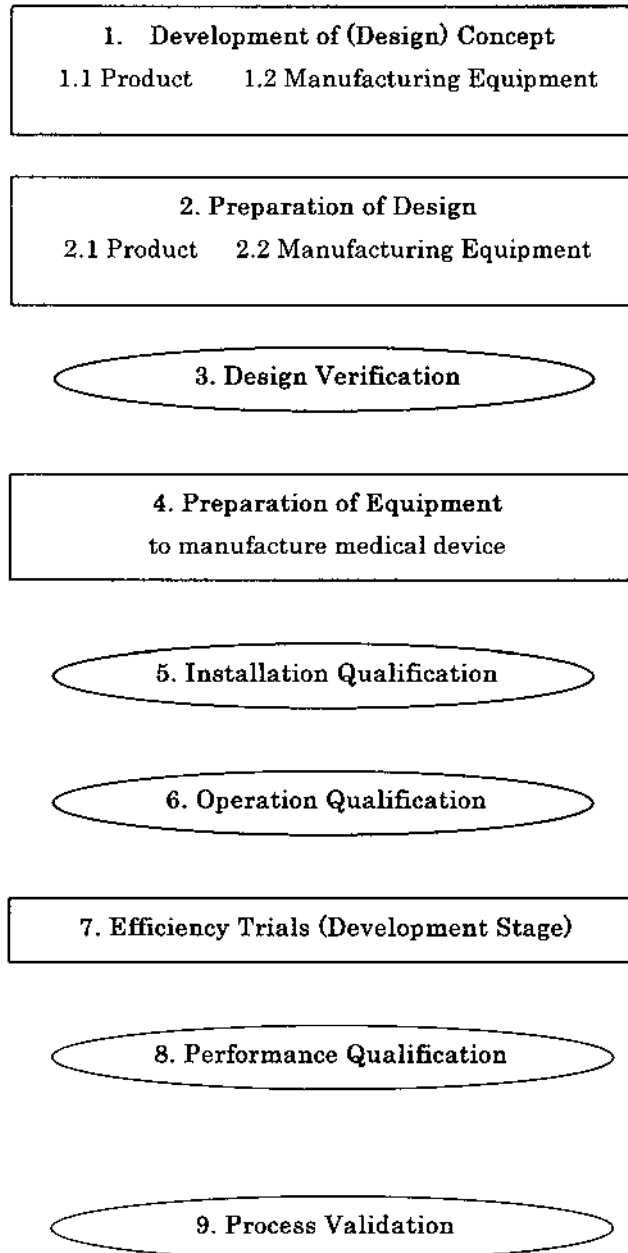 1. Development of (Design) Concept
1.1 Product 1.2 Manufacturing Equipment
2. Preparation of Design
2.1 Product 2.2 Manufacturing Equipment
3. Design Verification
4. Preparation of Equipment
to manufacture medical device
5. Installation Qualification
6. Operation Qualification
7. Efficiency Trials (Development Stage)
8. Performance Qualification
9. Process Validation